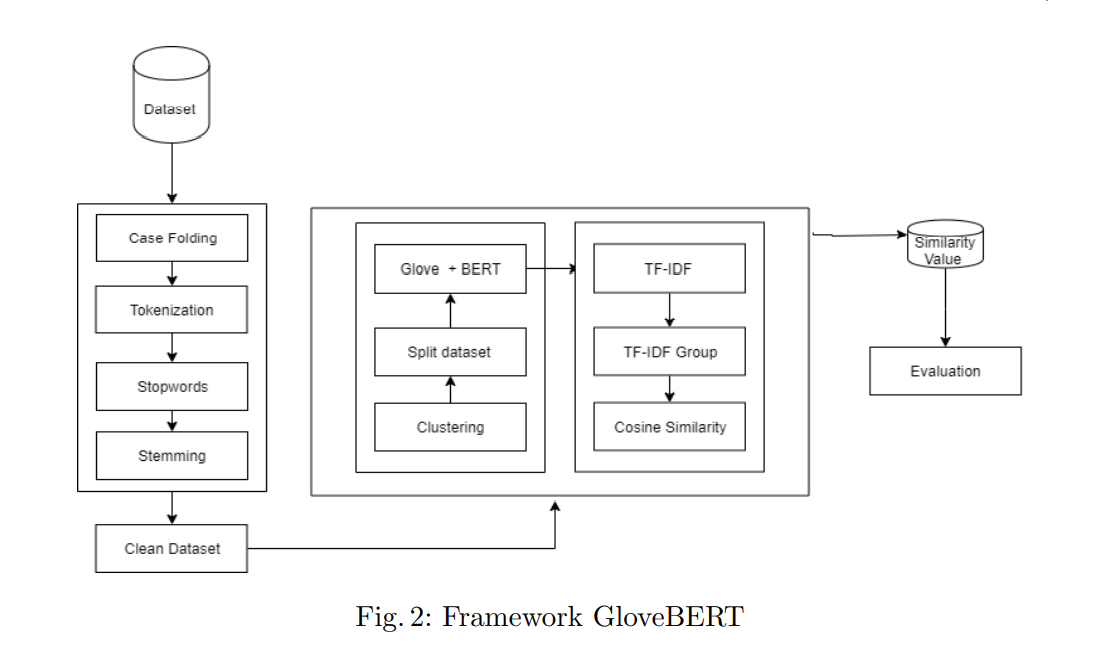 Dataset
Case Folding
Tokenization
Stopwords
Stemming
Clean Dataset
Glove + BERT
Split dataset
Clustering
TF-IDF
TF-IDF Group
Cosine Similarity
Similarity
Value
Evaluation
Fig. 2: Framework GloveBERT